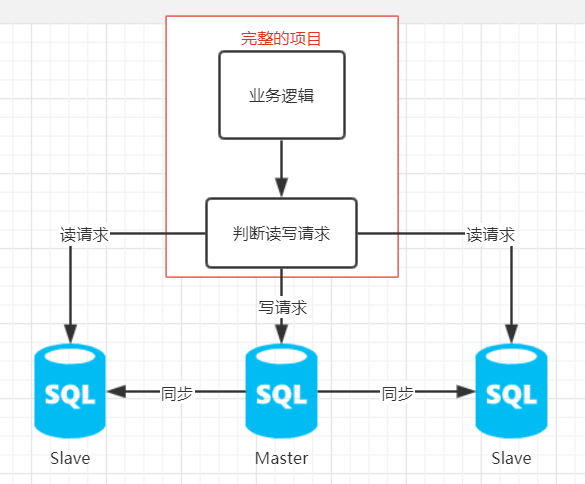 完整的项目
业务逻辑
判断读写请求
读请求
读请求
写请求
SQL
同步
SQL
同步
SQL
Slave
Master
Slave